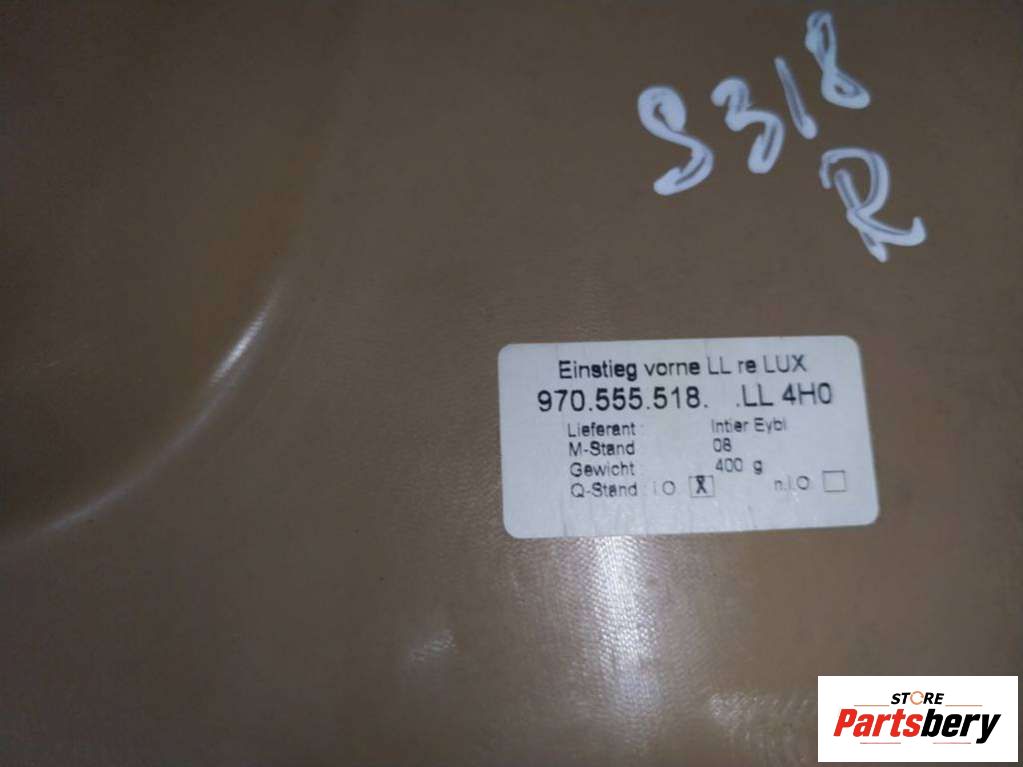 S318
R
Einstieg vorne LL re LUX
970.555.518. .LL 4H0
Lieferant : Intier Eybl
M-Stand 08
Gewicht : 400 g
Q-Stand : i.O. X n.i.O.
STORE
Partsbery